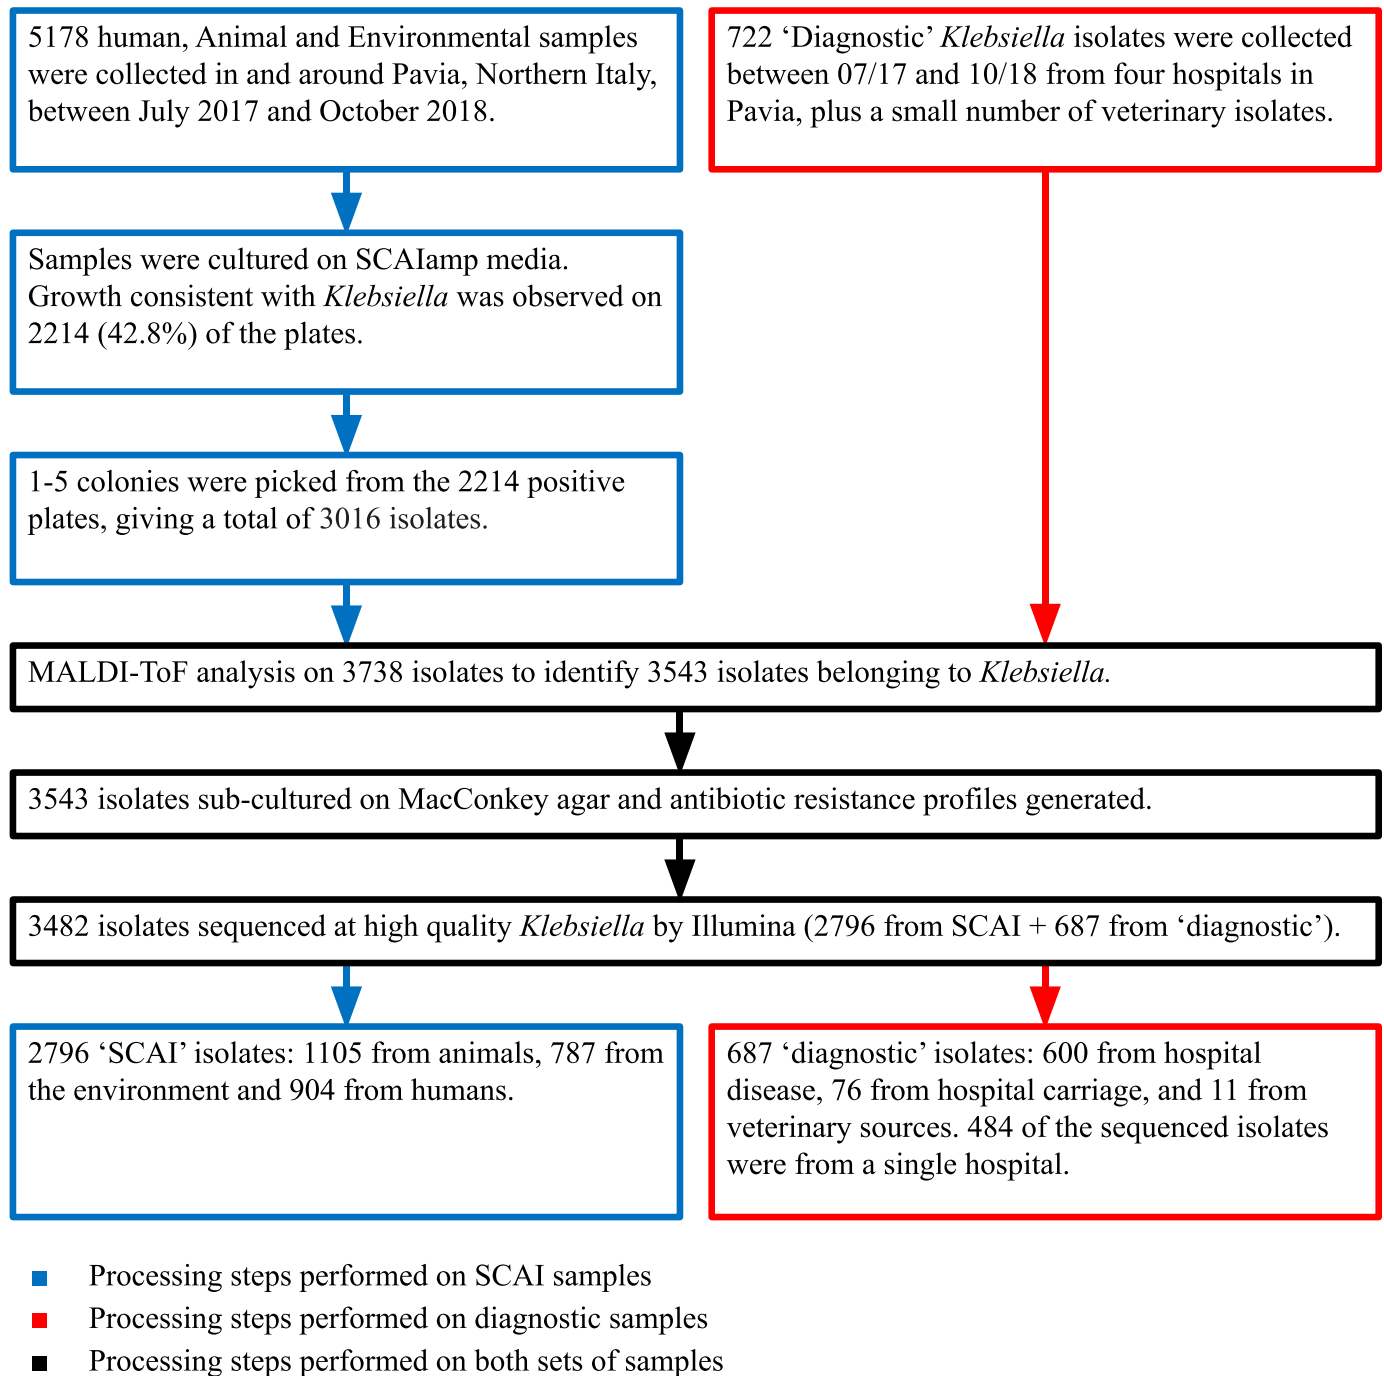 5178 human, Animal and Environmental samples
were collected in and around Pavia, Northern Italy,
between July 2017 and October 2018.
722 ‘Diagnostic’ Klebsiella isolates were collected
between 07/17 and 10/18 from four hospitals in
Pavia, plus a small number of veterinary isolates.
Samples were cultured on SCAIamp media.
Growth consistent with Klebsiella was observed on
2214 (42.8%) of the plates.
1-5 colonies were picked from the 2214 positive
plates, giving a total of 3016 isolates.
MALDI-ToF analysis on 3738 isolates to identify 3543 isolates belonging to Klebsiella.
3543 isolates sub-cultured on MacConkey agar and antibiotic resistance profiles generated.
3482 isolates sequenced at high quality Klebsiella by Illumina (2796 from SCAI + 687 from ‘diagnostic’).
2796 ‘SCAI’ isolates: 1105 from animals, 787 from
the environment and 904 from humans.
687 ‘diagnostic’ isolates: 600 from hospital
disease, 76 from hospital carriage, and 11 from
veterinary sources. 484 of the sequenced isolates
were from a single hospital.
Processing steps performed on SCAI samples
Processing steps performed on diagnostic samples
Processing steps performed on both sets of samples